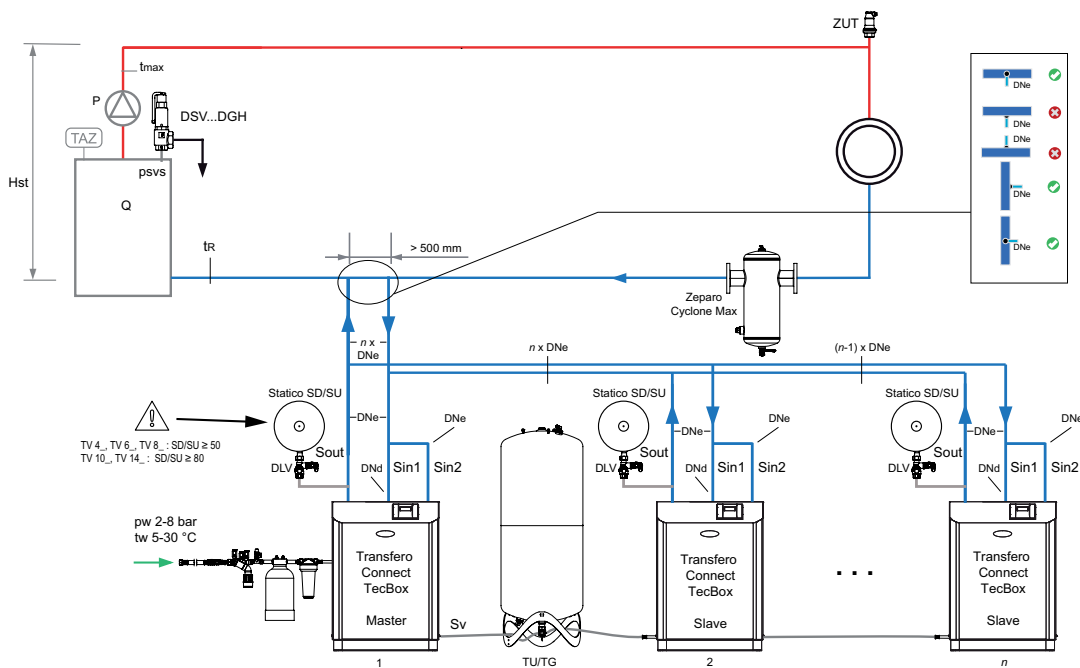 ZUT
tmax
P
DSV...DGH
TAZ
psvs
Hst
Q
tR
> 500 mm
DNe
DNe
DNe
DNe
DNe
Zeparo
Cyclone Max
n x
DNe
n x DNe
(n-1) x DNe
Statico SD/SU
Statico SD/SU
Statico SD/SU
TV 4_, TV 6_, TV 8_ : SD/SU ≥ 50
TV 10_, TV 14_ : SD/SU ≥ 80
DNe
DNe
DNe
DNe
DNe
DNe
Sout
Sout
Sout
DLV
DLV
DLV
DNd
Sin1
Sin2
DNd
Sin1
Sin2
DNd
Sin1
Sin2
pw 2-8 bar
tw 5-30 °C
Transfero
Connect
TecBox
Master
Transfero
Connect
TecBox
Slave
. . .
Transfero
Connect
TecBox
Slave
Sv
1
TU/TG
2
n